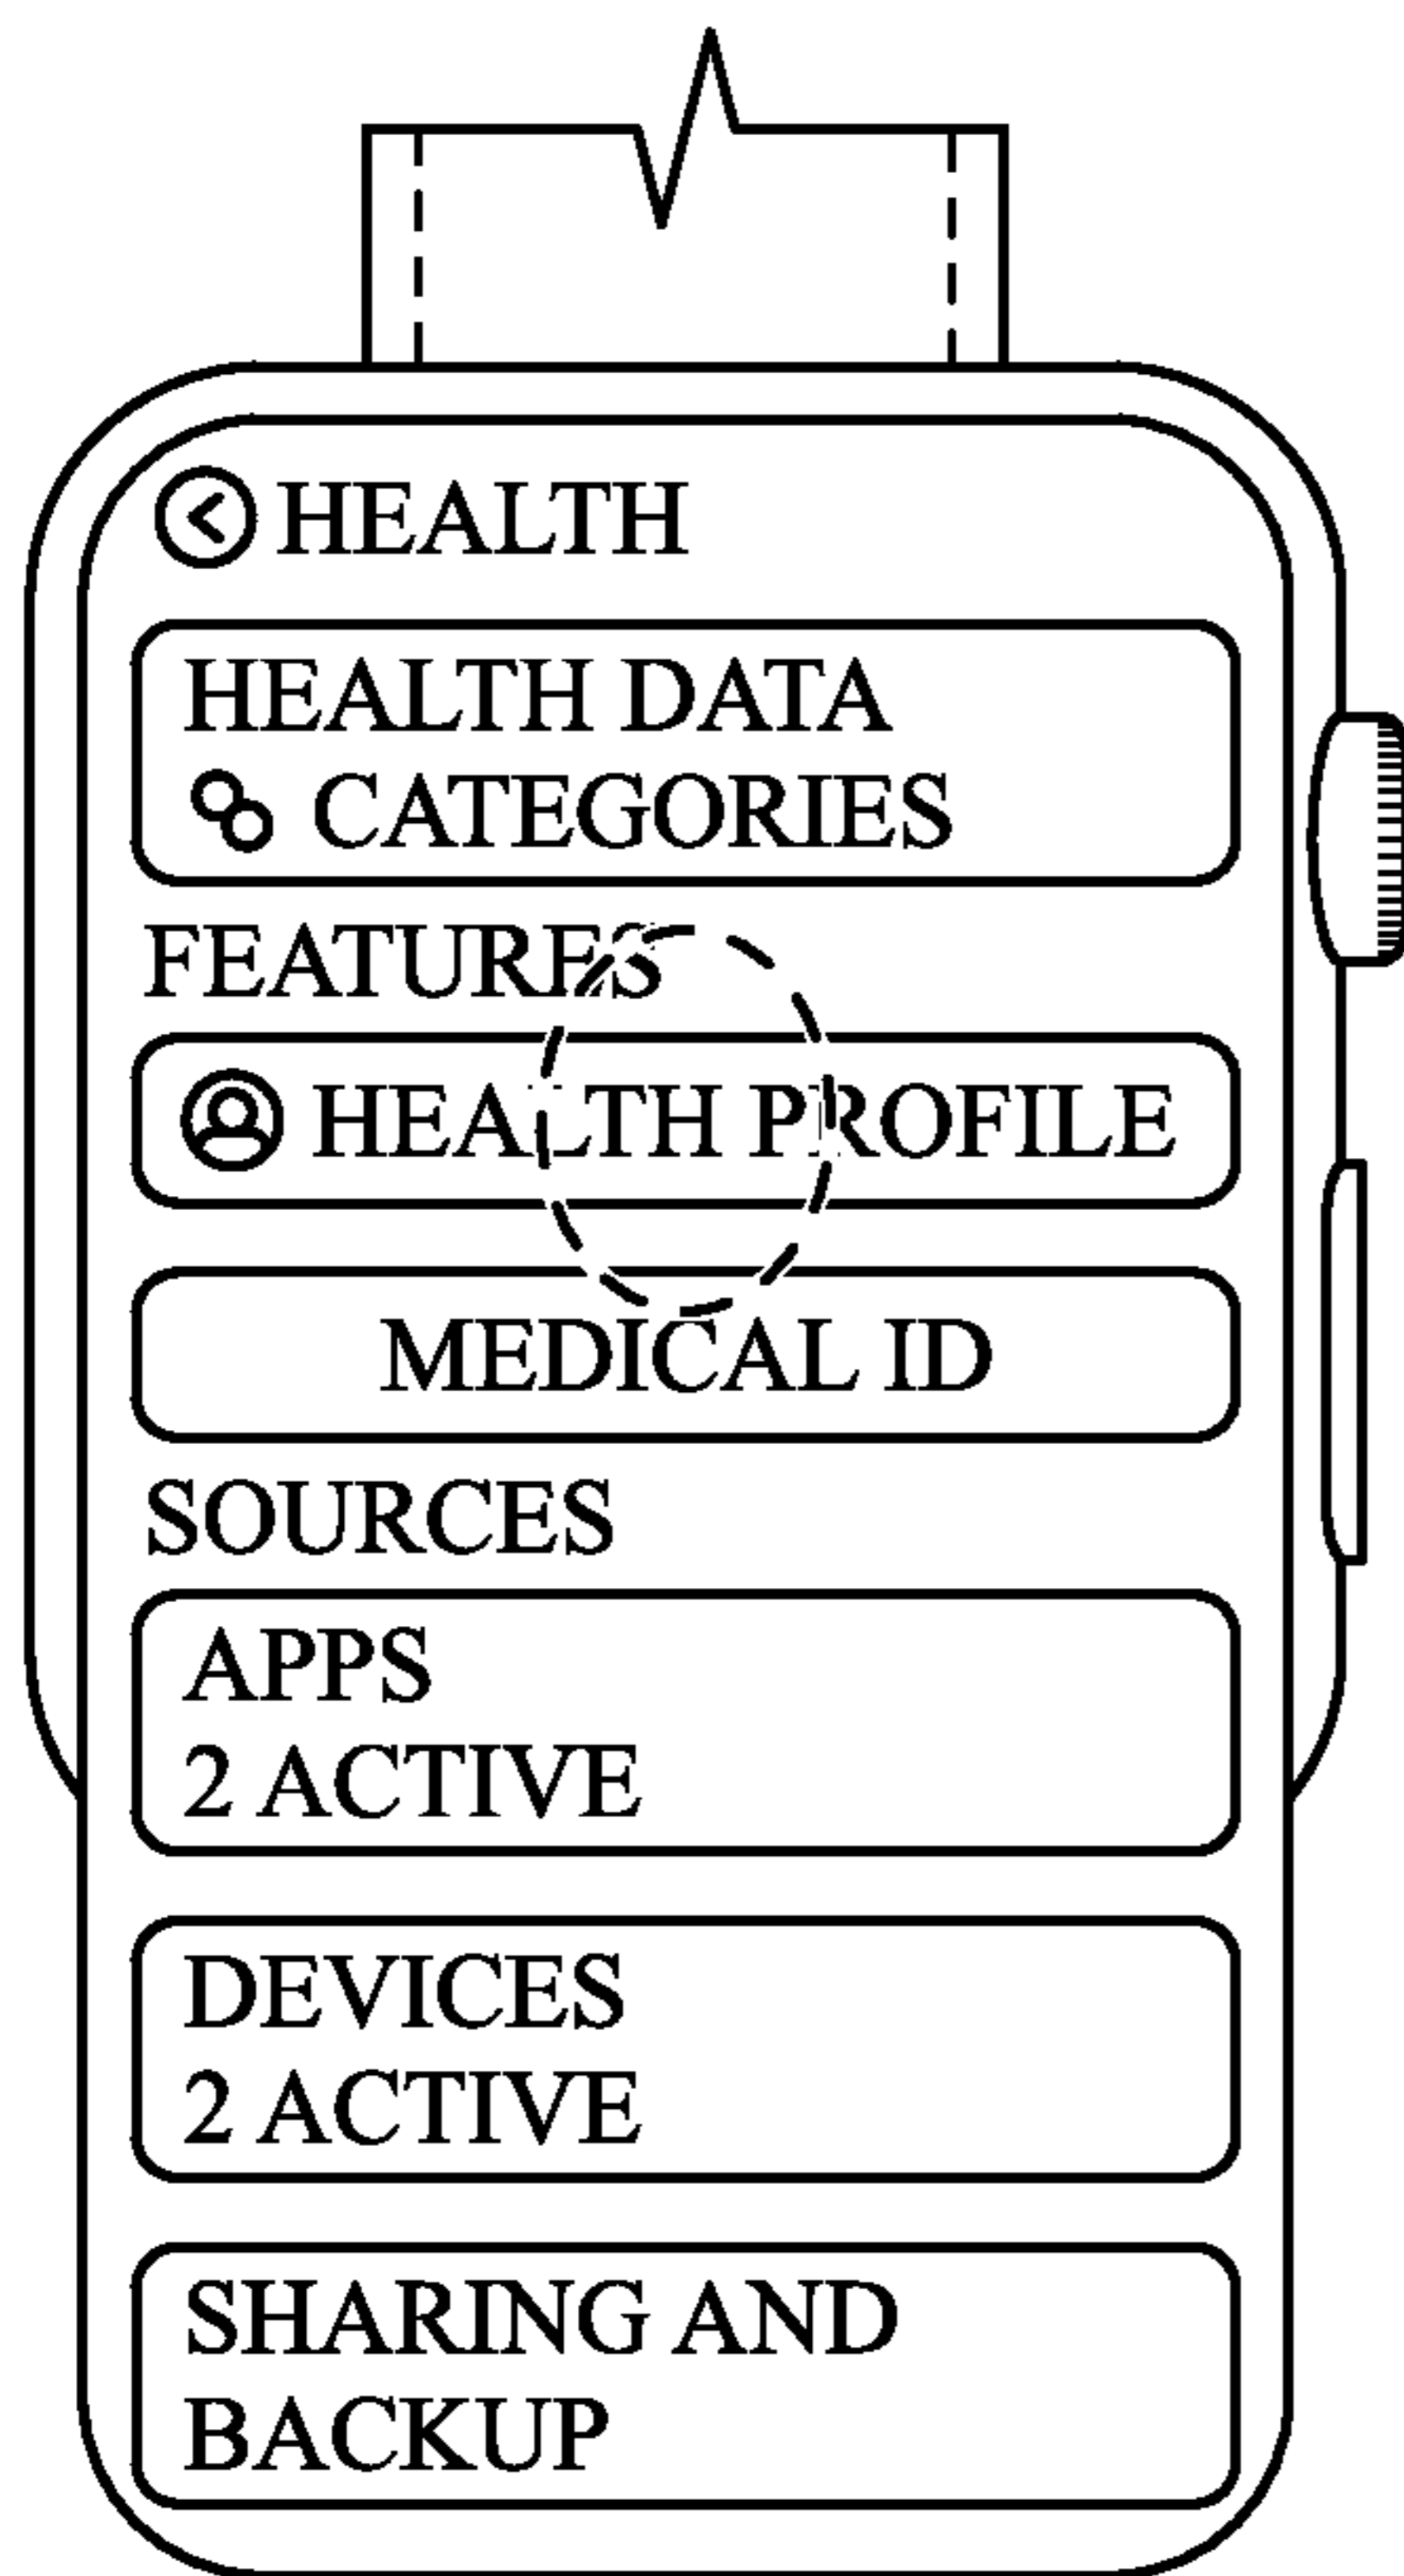 HEALTH
HEALTH DATA
CATEGORIES
FEATURES
HEALTH PROFILE
MEDICAL ID
SOURCES
APPS
2 ACTIVE
DEVICES
2 ACTIVE
SHARING AND
BACKUP